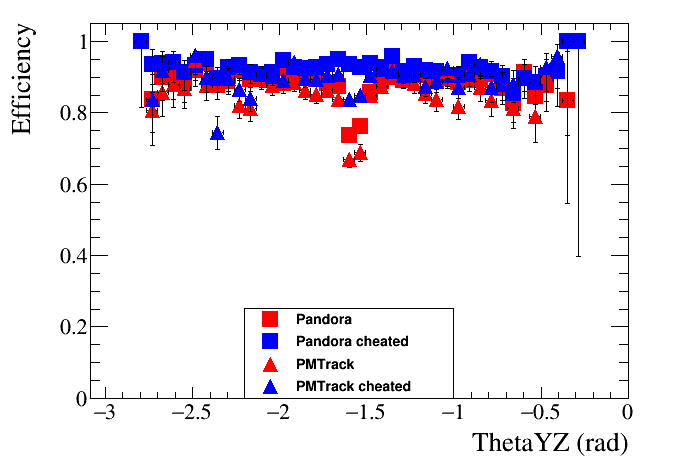 Efficiency
1
0.8
0.6
0.4
0.2
0
Pandora
Pandora cheated
PMTrack
PMTrack cheated
−3 −2.5 −2 −1.5 −1 −0.5 0
ThetaYZ (rad)